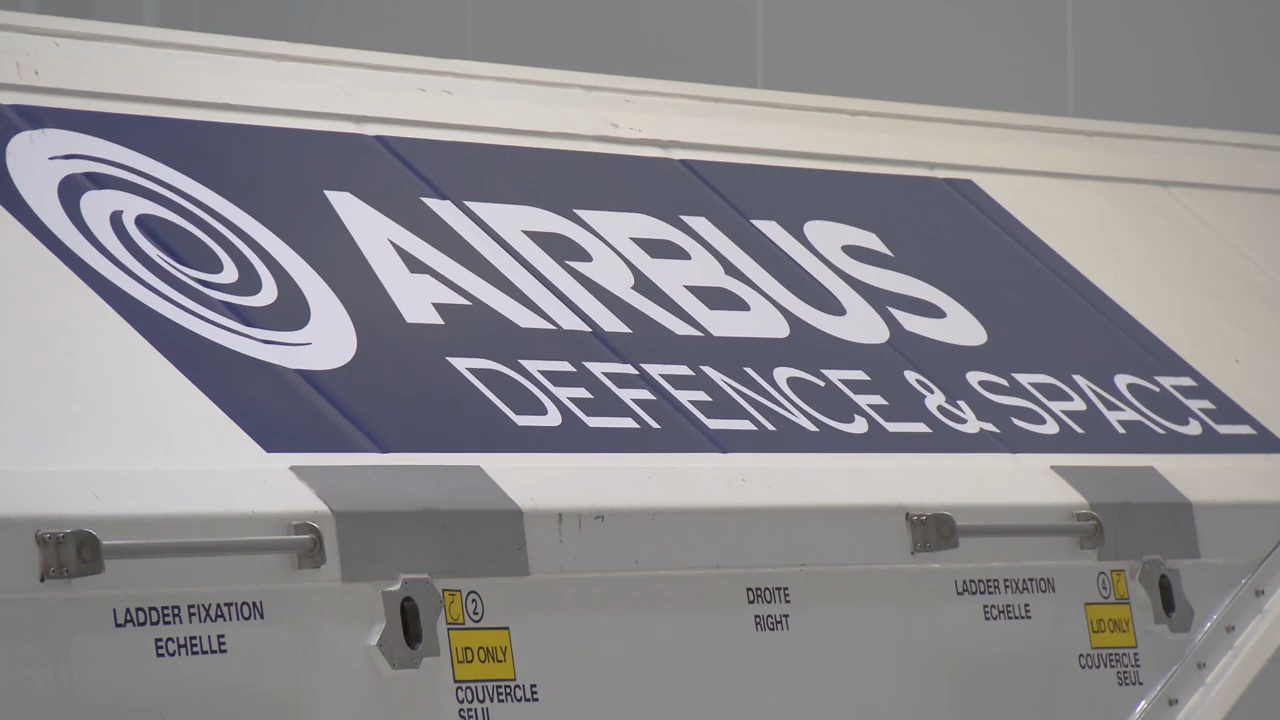 AIRBUS
DEFENCE & SPACE
LADDER FIXATION
ECHELLE
2
LID ONLY
COUVERCLE
SEUL
DROITE
RIGHT
LADDER FIXATION
ECHELLE
4
LID ONLY
COUVERCLE
SEUL